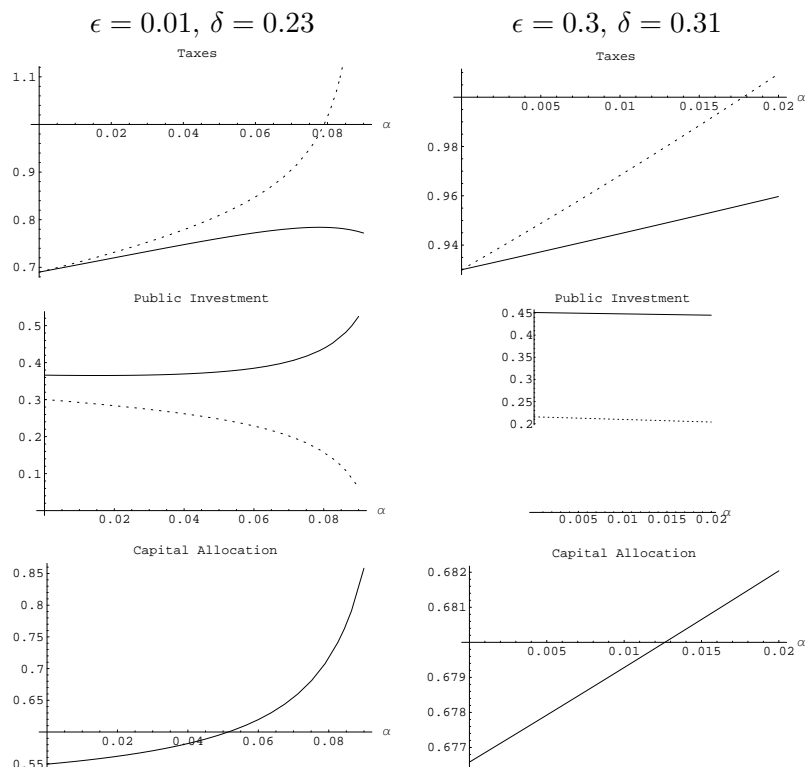 ϵ = 0.01, δ = 0.23
Taxes
1.1
0.9
0.8
0.7
0.02 0.04 0.06 0.08 α
Public Investment
0.5
0.4
0.3
0.2
0.1
0.02 0.04 0.06 0.08 α
Capital Allocation
0.85
0.8
0.75
0.7
0.65
0.55
0.02 0.04 0.06 0.08 α
ϵ = 0.3, δ = 0.31
Taxes
0.98
0.96
0.94
0.005 0.01 0.015 0.02 α
Public Investment
0.45
0.4
0.35
0.3
0.25
0.2
0.005 0.01 0.015 0.02 α
Capital Allocation
0.682
0.681
0.679
0.678
0.677
0.005 0.01 0.015 0.02 α